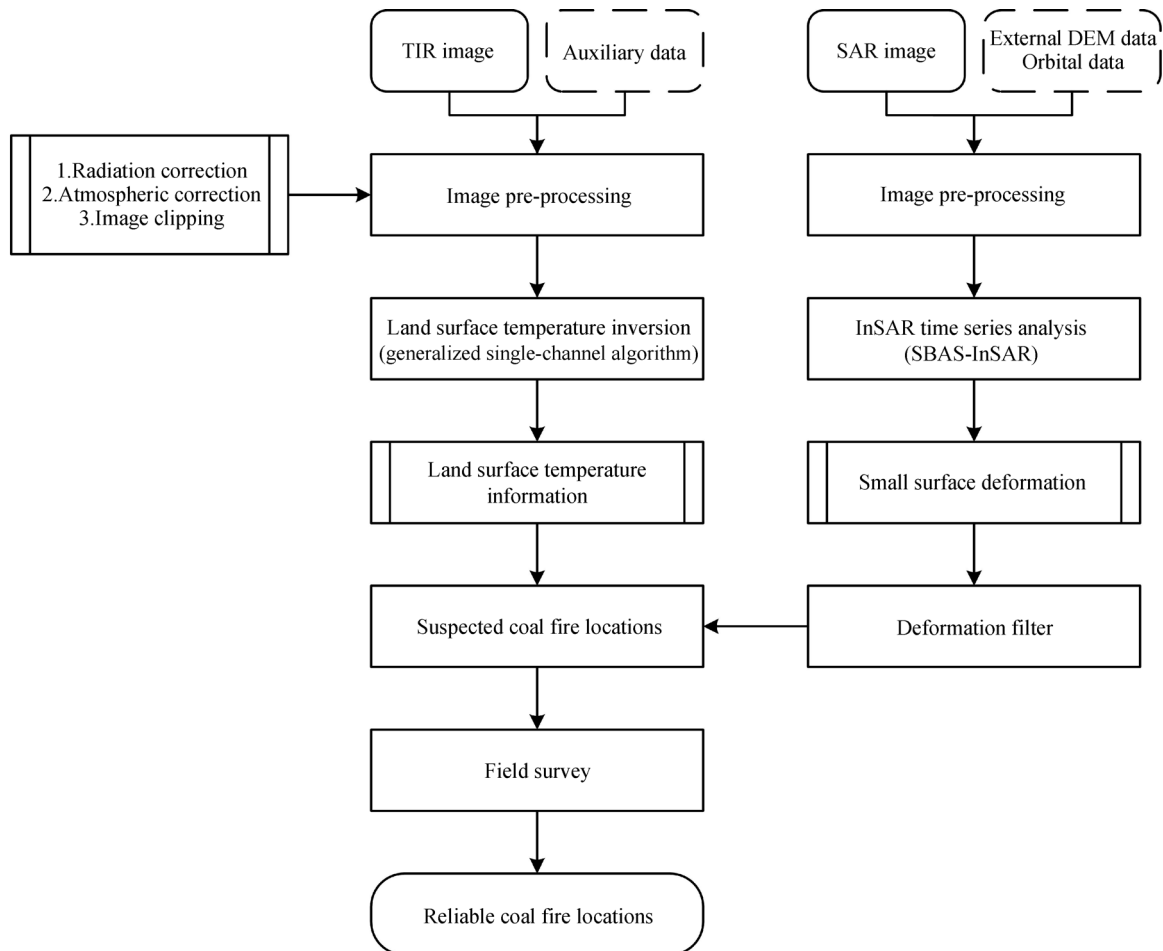 TIR image
Auxiliary data
SAR image
External DEM data
Orbital data
1.Radiation correction
2.Atmospheric correction
3.Image clipping
Image pre-processing
Image pre-processing
Land surface temperature inversion
(generalized single-channel algorithm)
InSAR time series analysis
(SBAS-InSAR)
Land surface temperature
information
Small surface deformation
Suspected coal fire locations
Deformation filter
Field survey
Reliable coal fire locations